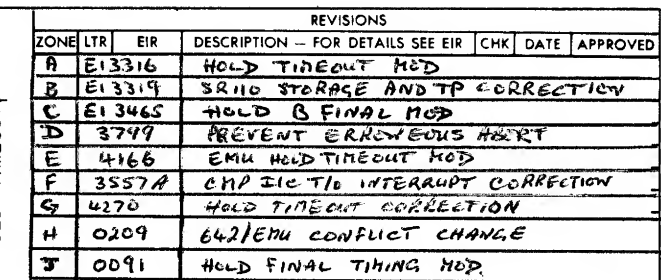 REVISIONS
ZONE LTR EIR DESCRIPTION — FOR DETAILS SEE EIR CHK DATE APPROVED
A E13316 HOLD TIMEOUT MOD
B E13319 SR110 STORAGE AND TP CORRECTION
C E13465 HOLD B FINAL MOD
D 3799 PREVENT ERRONEOUS ABORT
E 4166 EMU HOLD TIMEOUT MOD
F 3557A CMP IIC T/O INTERRUPT CORRECTION
G 4270 HOLD TIMEOUT CORRECTION
H 0209 642/EMU CONFLICT CHANGE
J 0091 HOLD FINAL TIMING MOD.